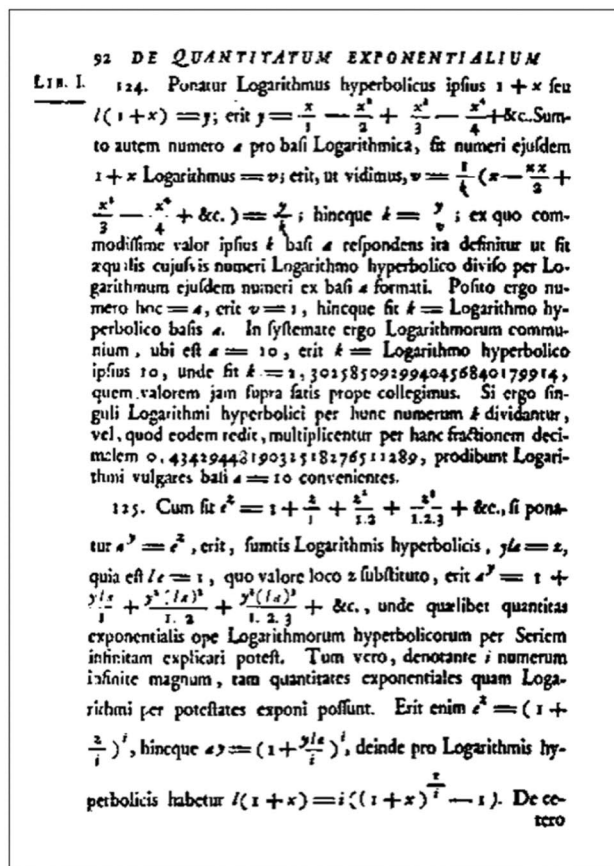 92 DE QUANTITATUM EXPONENTIALIUM
LIB. I.
124. Ponatur Logarithmus hyperbolicus ipſius 1 + x ſeu
l(1+x) = y; erit y = x/1 − x²/2 + x³/3 − x⁴/4 + &c. Sum-
to autem numero a pro baſi Logarithmica, ſit numeri ejuſdem
1 + x Logarithmus = v; erit, ut vidimus, v = 1/k (x − xx/2 +
x³/3 − x⁴/4 + &c.) = y/k; hincque k = y/v; ex quo com-
modiſſime valor ipſius k baſi a reſpondens ita definitur ut ſit
æqualis cujuſvis numeri Logarithmo hyperbolico diviſo per Lo-
garithmum ejuſdem numeri ex baſi a formati. Poſito ergo nu-
mero hoc = a, erit v = 1, hincque ſit k = Logarithmo hy-
perbolico baſis a. In ſyſtemate ergo Logarithmorum commu-
nium, ubi eſt a = 10, erit k = Logarithmo hyperbolico
ipſius 10, unde ſit k = 2,3025850929940456840179914,
quem valorem jam ſupra ſatis prope collegimus. Si ergo ſin-
guli Logarithmi hyperbolici per hunc numerum k dividantur,
vel, quod eodem redit, multiplicentur per hanc fractionem deci-
malem 0,4342944819032518276511289, prodibunt Logari-
thmi vulgares baſi a = 10 convenientes.
125. Cum ſit e^z = 1 + z/1 + z²/1.2 + z³/1.2.3 + &c., ſi pona-
tur a^y = e^z, erit, ſumtis Logarithmis hyperbolicis, yla = z,
quia eſt le = 1, quo valore loco z ſubſtituto, erit a^y = 1 +
yla/1 + y²(la)²/1.2 + y³(la)³/1.2.3 + &c., unde quælibet quantitas
exponentialis ope Logarithmorum hyperbolicorum per Seriem
infinitam explicari poteſt. Tum vero, denotante i numerum
infinite magnum, tam quantitates exponentiales quam Loga-
rithmi per poteſtates exponi poſſunt. Erit enim e^z = (1 +
z/i)^i, hincque a^y = (1 + yla/i)^i, deinde pro Logarithmis hy-
perbolicis habetur l(1+x) = i((1+x)^(1/i) − 1). De ce-
tero